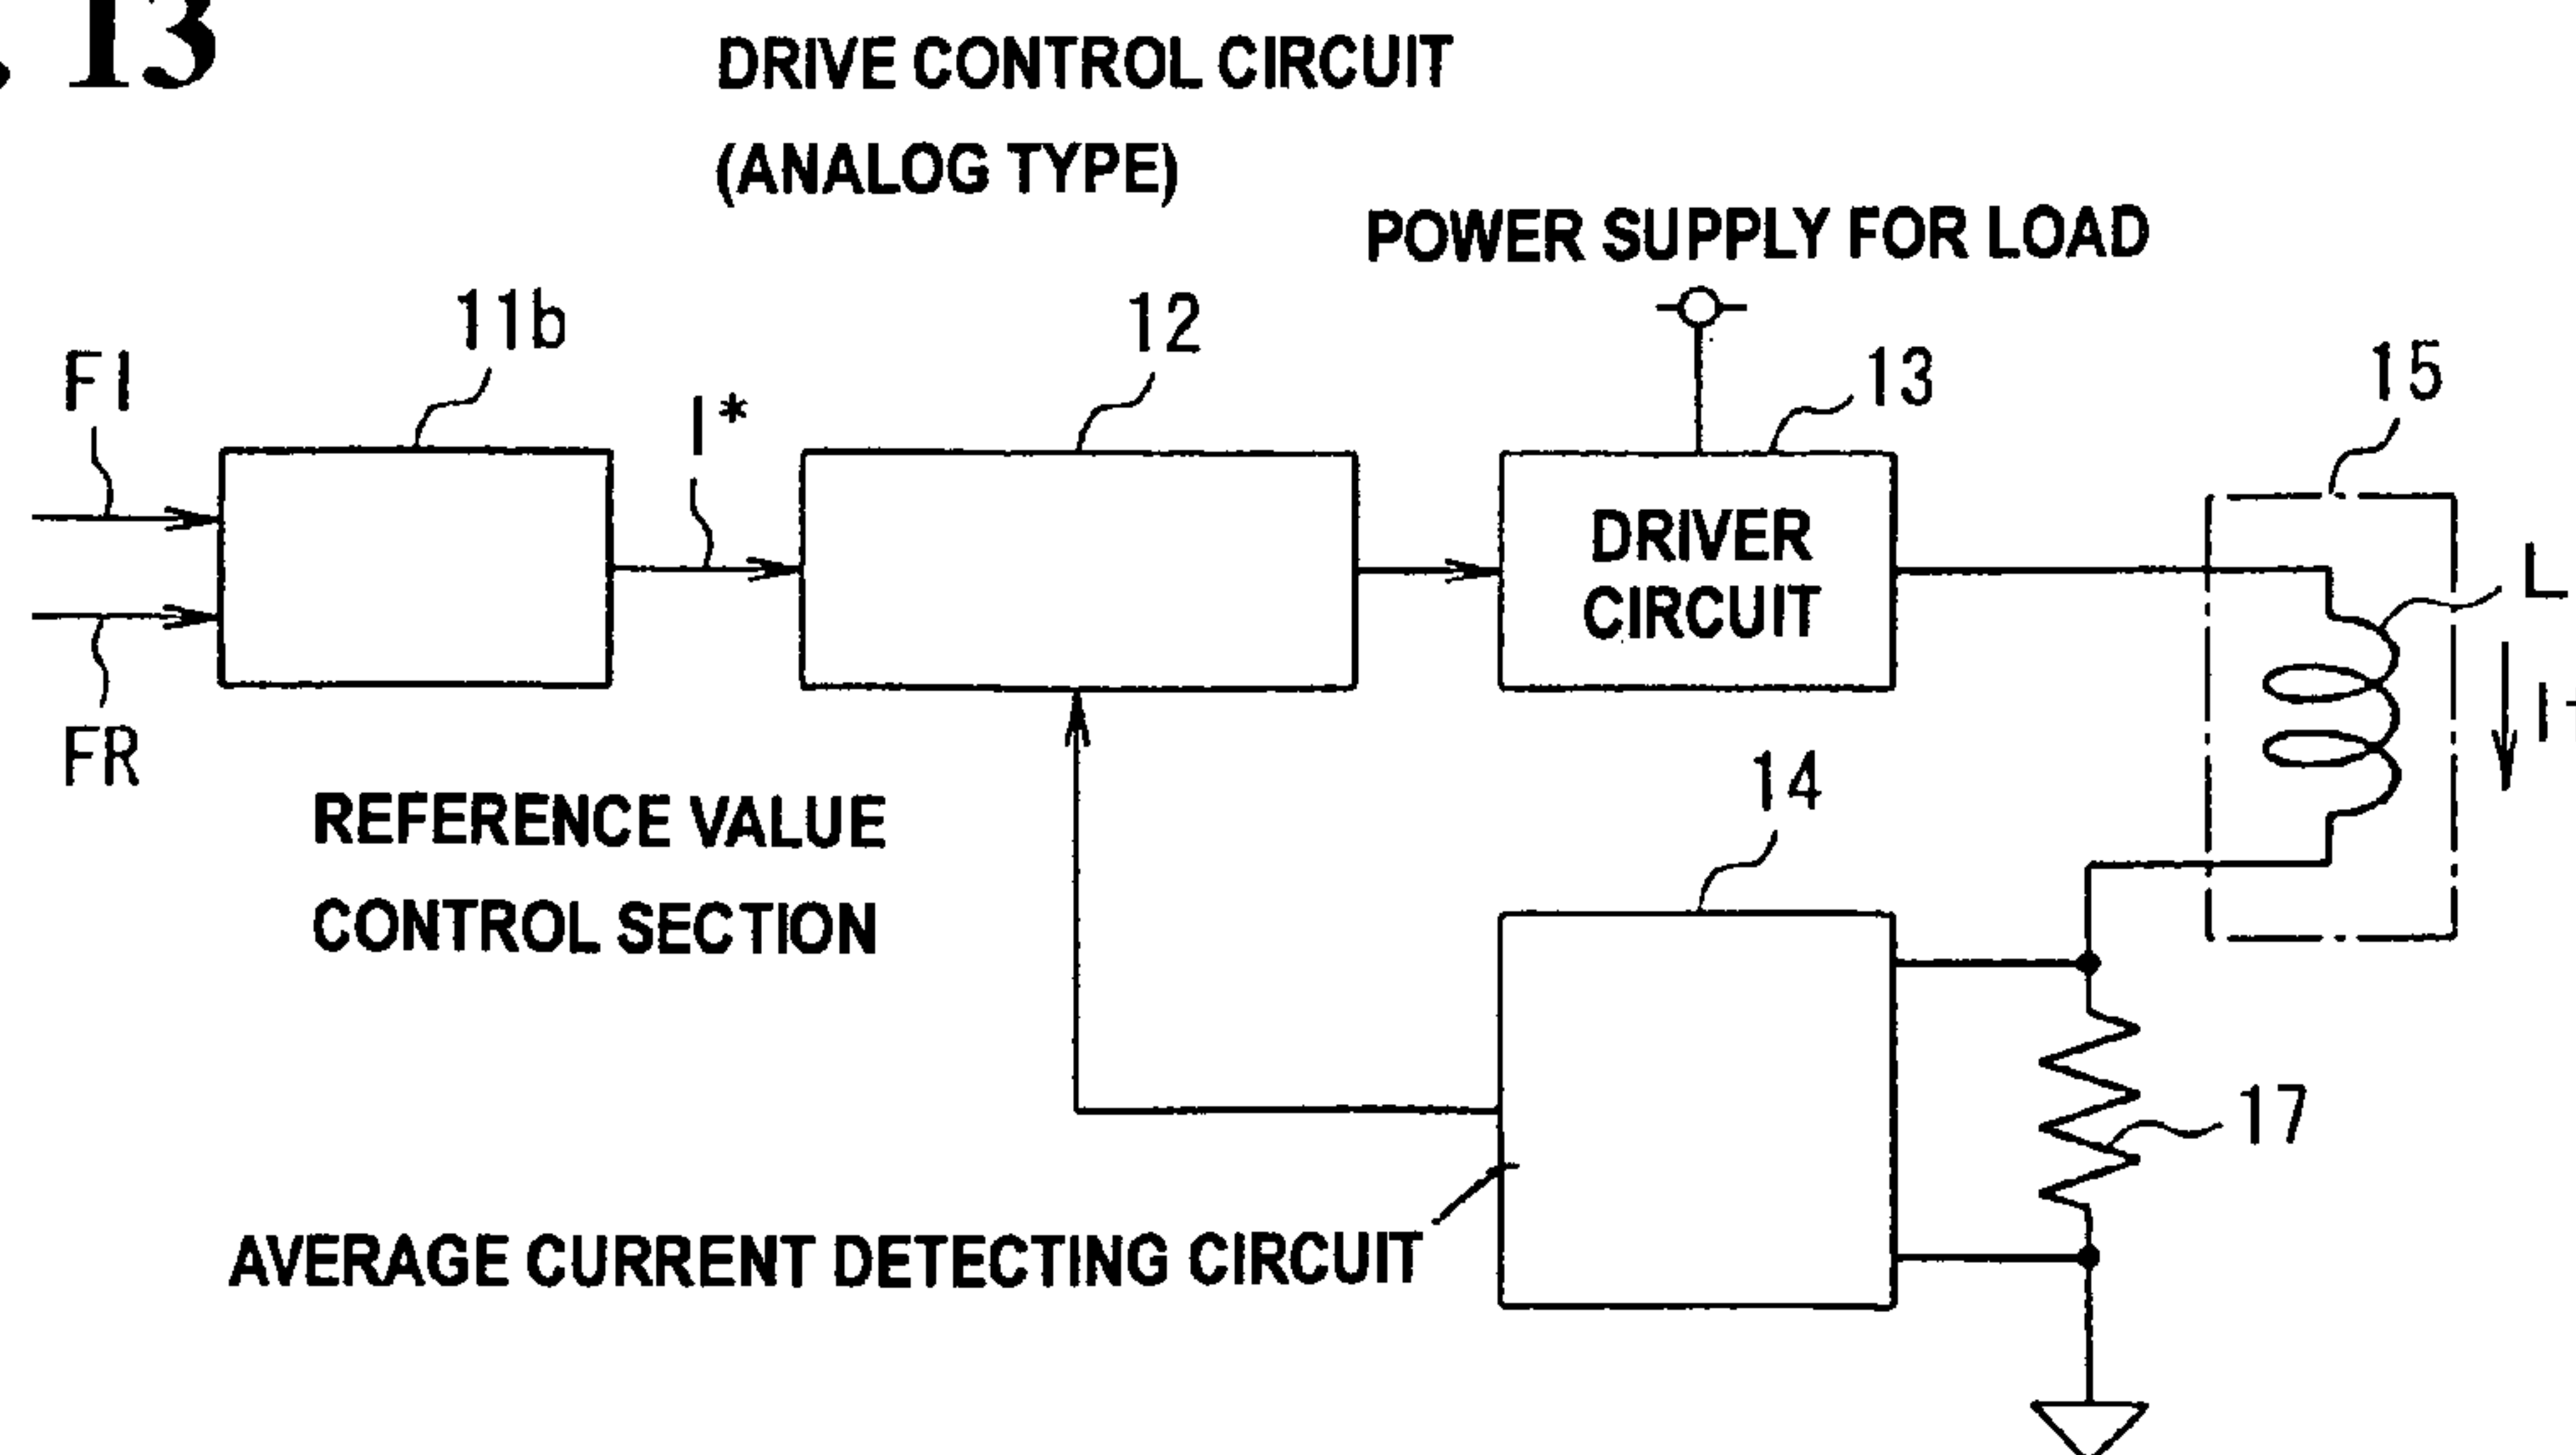 13
DRIVE CONTROL CIRCUIT
(ANALOG TYPE)
POWER SUPPLY FOR LOAD
11b
12
13
15
FI
I*
FR
DRIVER
CIRCUIT
L
REFERENCE VALUE
CONTROL SECTION
14
17
AVERAGE CURRENT DETECTING CIRCUIT